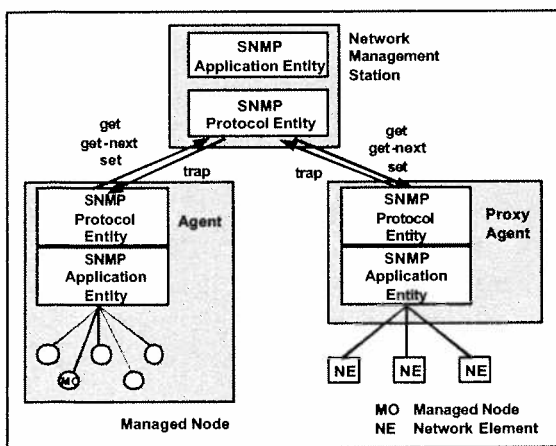 SNMP
Application Entity
Network
Management
Station
SNMP
Protocol Entity
get
get-next
set
trap
get
get-next
set
trap
SNMP
Protocol
Entity
Agent
SNMP
Application
Entity
MO
Managed Node
SNMP
Protocol
Entity
Proxy
Agent
SNMP
Application
Entity
NE
NE
NE
MO Managed Node
NE Network Element